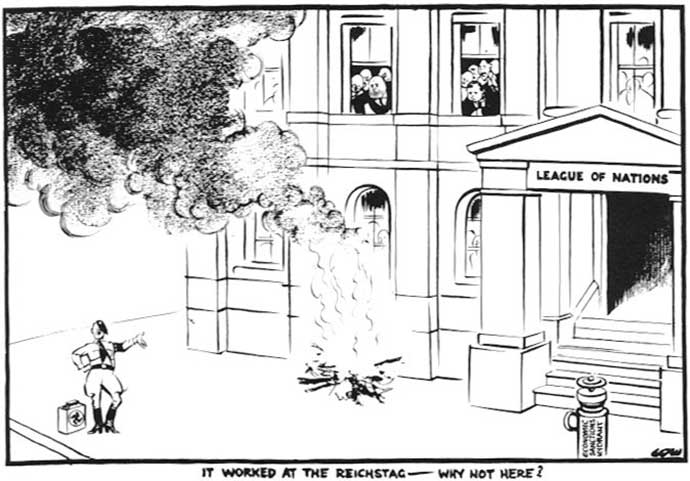 LEAGUE OF NATIONS
ECONOMIC
SANCTIONS
HYDRANT
LOW
IT WORKED AT THE REICHSTAG — WHY NOT HERE?